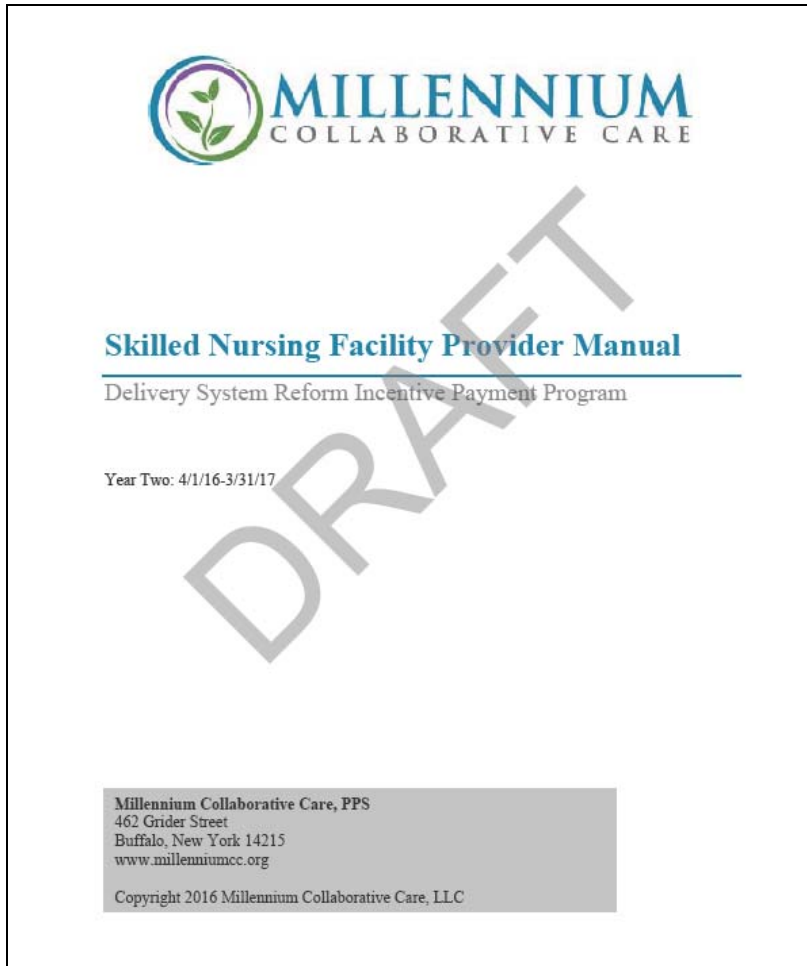 MILLENNIUM
COLLABORATIVE CARE
DRAFT
Skilled Nursing Facility Provider Manual
Delivery System Reform Incentive Payment Program
Year Two: 4/1/16-3/31/17
Millennium Collaborative Care, PPS
462 Grider Street
Buffalo, New York 14215
www.millenniumcc.org
Copyright 2016 Millennium Collaborative Care, LLC